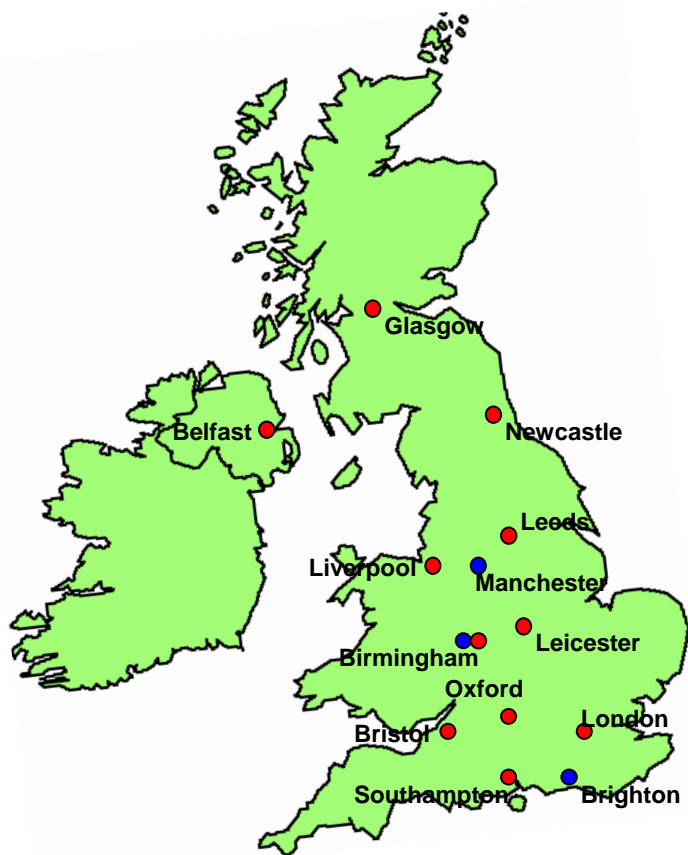 Glasgow
Belfast
Newcastle
Leeds
Liverpool
Manchester
Leicester
Birmingham
Oxford
London
Bristol
Southampton
Brighton